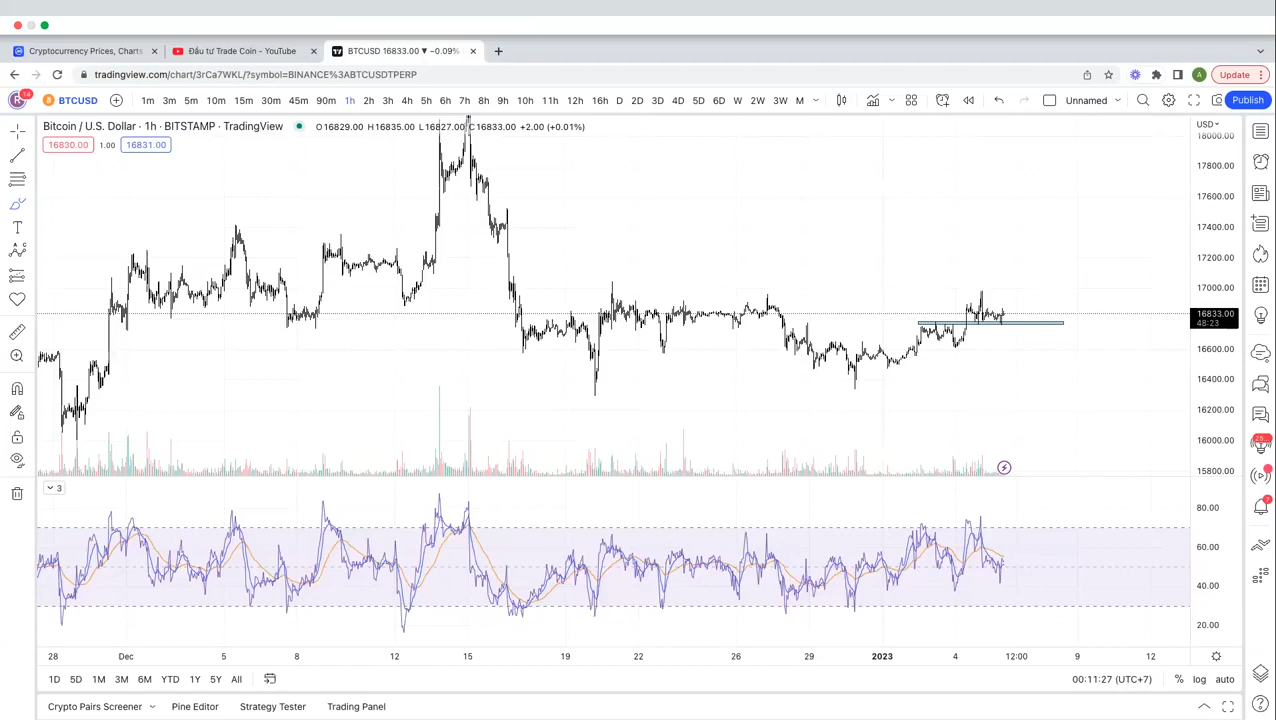 Cryptocurrency Prices, Charts
Đầu tư Trade Coin - YouTube
BTCUSD 16833.00 ▼ −0.09%
tradingview.com/chart/3rCa7WKL/?symbol=BINANCE%3ABTCUSDTPERP
A
Update
R
14
BTCUSD
1m 3m 5m 10m 15m 30m 45m 90m 1h 2h 3h 4h 5h 6h 7h 8h 9h 10h 11h 12h 16h D 2D 3D 4D 5D 6D W 2W 3W M
Unnamed
Publish
Bitcoin / U.S. Dollar · 1h · BITSTAMP · TradingView
O16829.00 H16835.00 L16827.00 C16833.00 +2.00 (+0.01%)
16830.00 1.00 16831.00
USD
18000.00
17800.00
17600.00
17400.00
17200.00
17000.00
16833.00
48:23
16600.00
16400.00
16200.00
16000.00
15800.00
3
80.00
60.00
40.00
20.00
28 Dec 5 8 12 15 19 22 26 29 2023 4 12:00 9 12
1D 5D 1M 3M 6M YTD 1Y 5Y All
00:11:27 (UTC+7)
% log auto
Crypto Pairs Screener
Pine Editor
Strategy Tester
Trading Panel
7